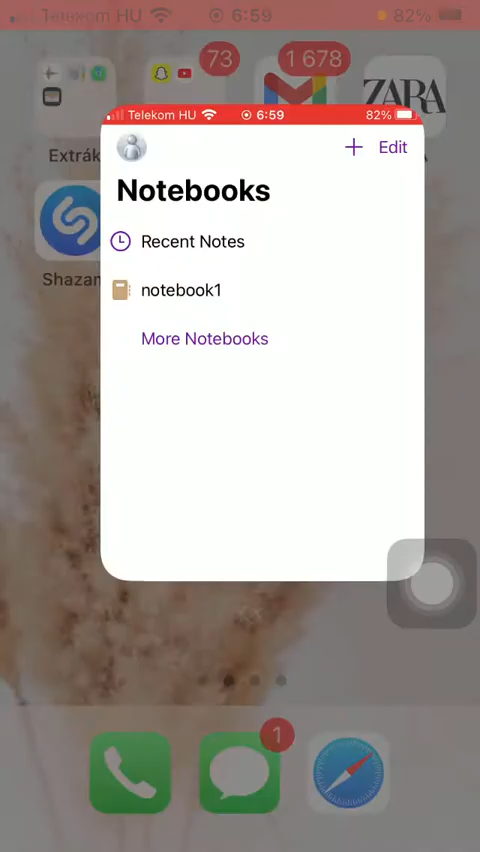 Telekom HU 6:59 82%
73 1 678
ZARA
Telekom HU 6:59 82%
+ Edit
Notebooks
Extrák
Recent Notes
Shazam
notebook1
More Notebooks
1